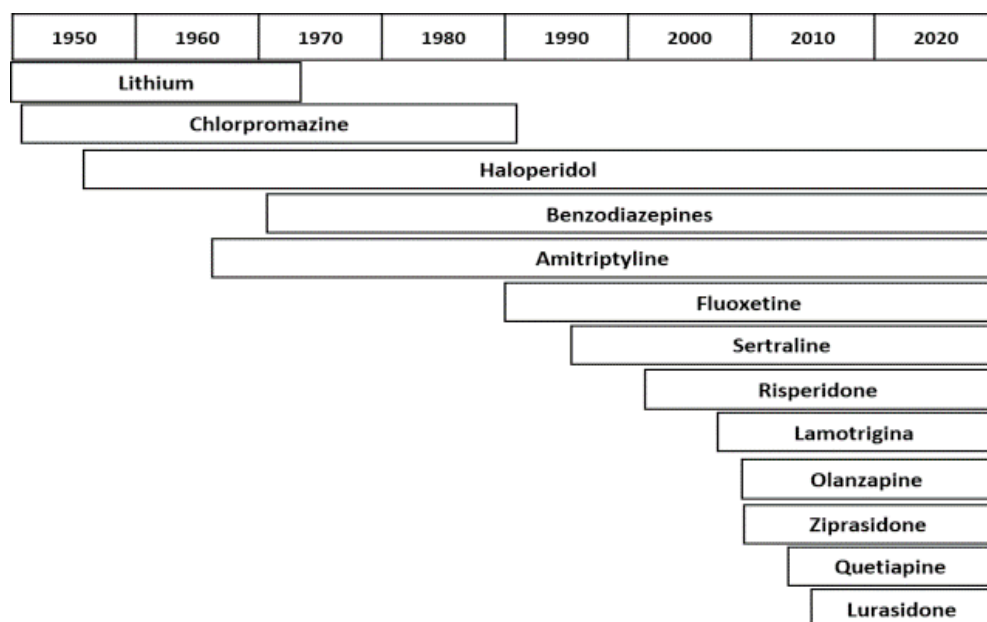 1950 1960 1970 1980 1990 2000 2010 2020
Lithium
Chlorpromazine
Haloperidol
Benzodiazepines
Amitriptyline
Fluoxetine
Sertraline
Risperidone
Lamotrigina
Olanzapine
Ziprasidone
Quetiapine
Lurasidone